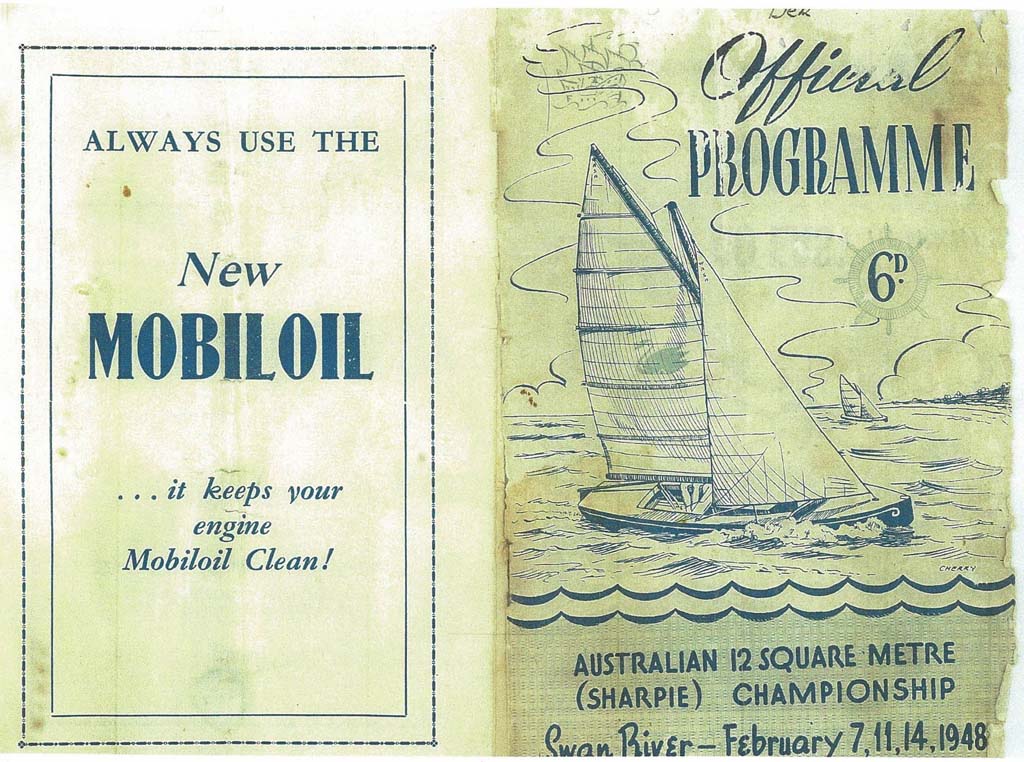 ALWAYS USE THE
New
MOBILOIL
...it keeps your
engine
Mobiloil Clean!
Official
PROGRAMME
6D.
CHERRY
AUSTRALIAN 12 SQUARE METRE
(SHARPIE) CHAMPIONSHIP
Swan River – February 7, 11, 14, 1948